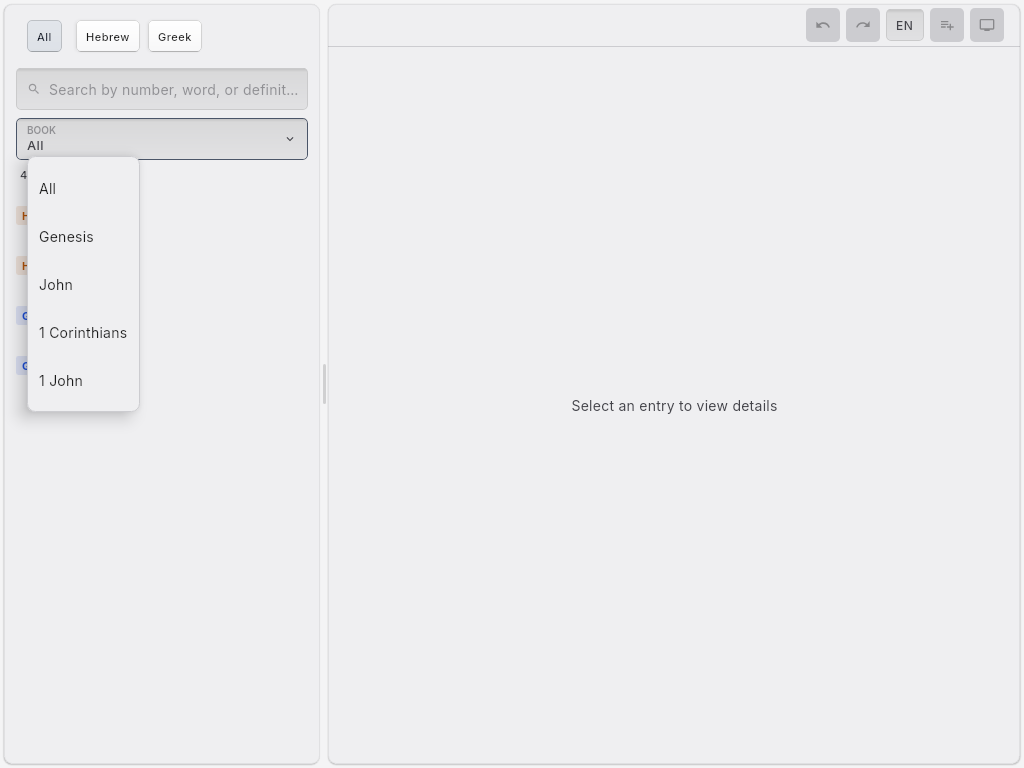 All Hebrew Greek
EN
Search by number, word, or definit...
BOOK
All
4
All
Genesis
John
1 Corinthians
1 John
Select an entry to view details